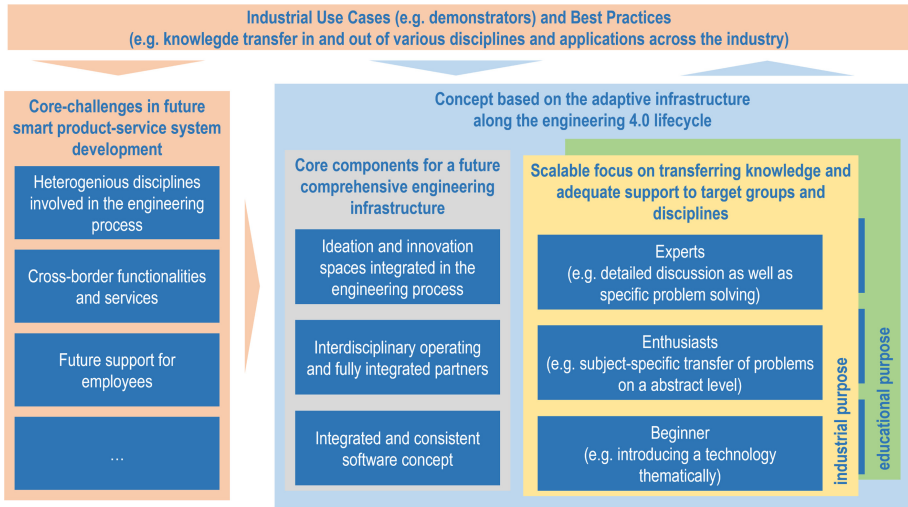 Industrial Use Cases (e.g. demonstrators) and Best Practices
(e.g. knowlegde transfer in and out of various disciplines and applications across the industry)
Core-challenges in future
smart product-service system
development
Heterogenious disciplines
involved in the engineering
process
Cross-border functionalities
and services
Future support for
employees
...
Concept based on the adaptive infrastructure
along the engineering 4.0 lifecycle
Core components for a future
comprehensive engineering
infrastructure
Ideation and innovation
spaces integrated in the
engineering process
Interdisciplinary operating
and fully integrated partners
Integrated and consistent
software concept
Scalable focus on transferring knowledge and
adequate support to target groups and
disciplines
Experts
(e.g. detailed discussion as well as
specific problem solving)
Enthusiasts
(e.g. subject-specific transfer of problems
on a abstract level)
Beginner
(e.g. introducing a technology
thematically)
industrial purpose
educational purpose